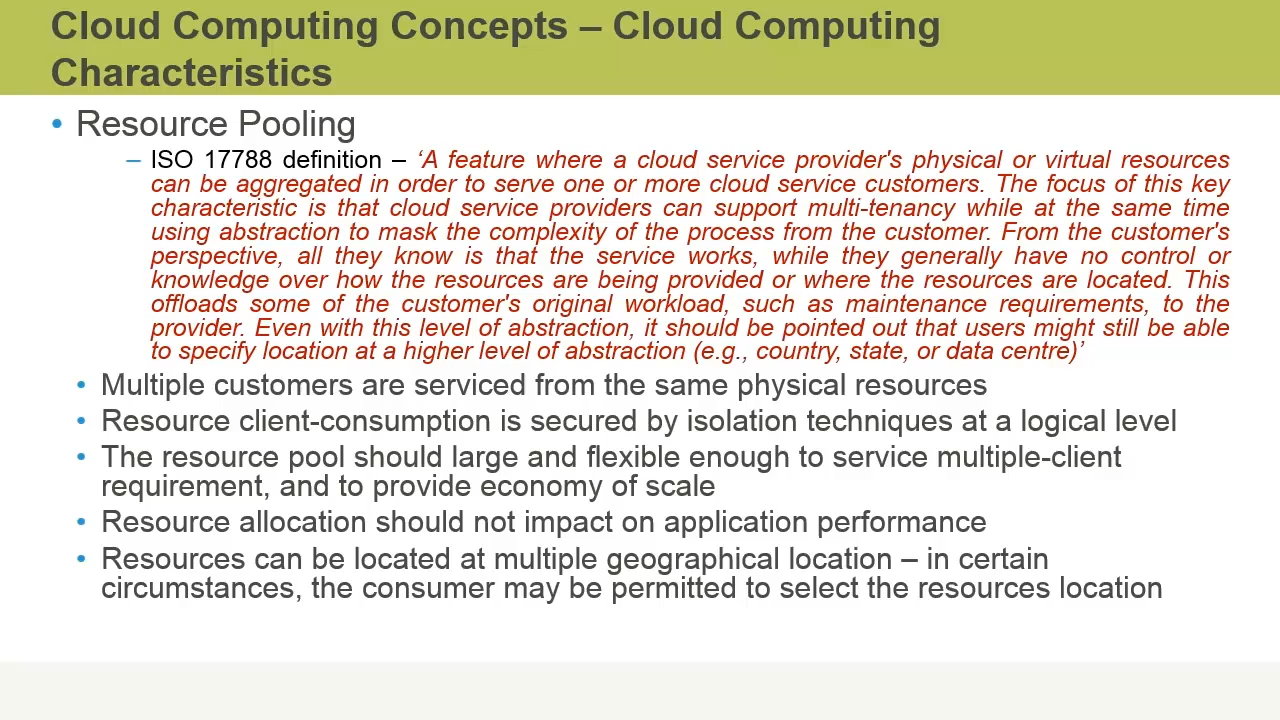 Cloud Computing Concepts – Cloud Computing
Characteristics
• Resource Pooling
– ISO 17788 definition – ‘A feature where a cloud service provider's physical or virtual resources
can be aggregated in order to serve one or more cloud service customers. The focus of this key
characteristic is that cloud service providers can support multi-tenancy while at the same time
using abstraction to mask the complexity of the process from the customer. From the customer's
perspective, all they know is that the service works, while they generally have no control or
knowledge over how the resources are being provided or where the resources are located. This
offloads some of the customer's original workload, such as maintenance requirements, to the
provider. Even with this level of abstraction, it should be pointed out that users might still be able
to specify location at a higher level of abstraction (e.g., country, state, or data centre)’
• Multiple customers are serviced from the same physical resources
• Resource client-consumption is secured by isolation techniques at a logical level
• The resource pool should large and flexible enough to service multiple-client
requirement, and to provide economy of scale
• Resource allocation should not impact on application performance
• Resources can be located at multiple geographical location – in certain
circumstances, the consumer may be permitted to select the resources location